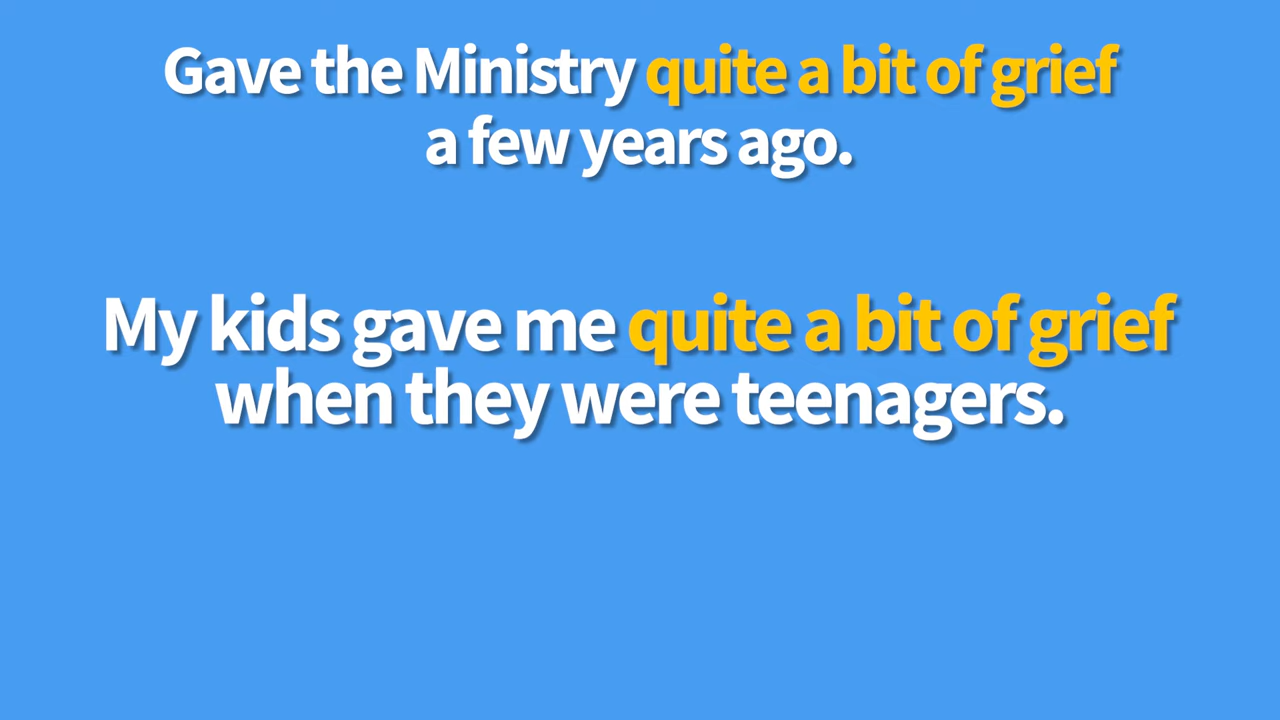 Gave the Ministry quite a bit of grief
a few years ago.
My kids gave me quite a bit of grief
when they were teenagers.